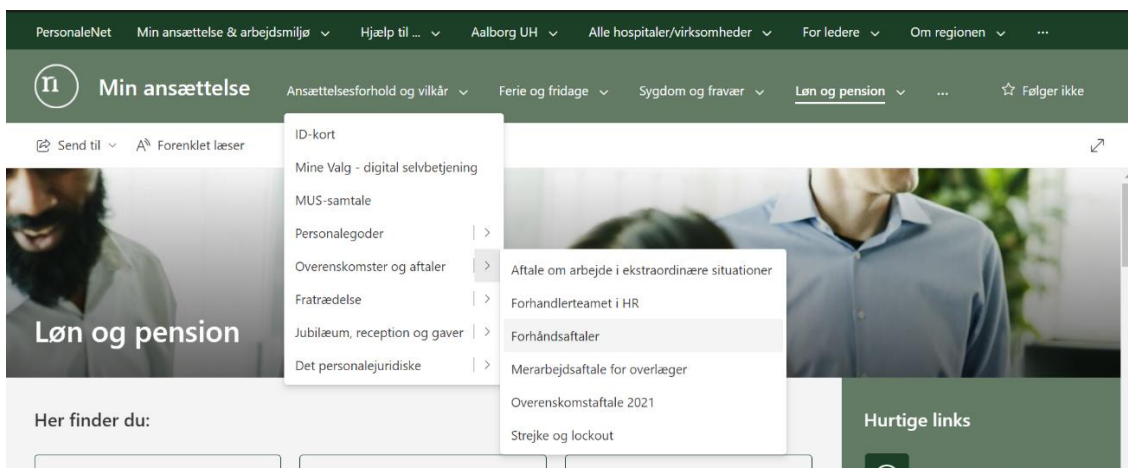 PersonaleNet Min ansættelse & arbejdsmiljø Hjælp til ... Aalborg UH Alle hospitaler/virksomheder For ledere Om regionen ...
n Min ansættelse Ansættelsesforhold og vilkår Ferie og fridage Sygdom og fravær Løn og pension ... Følger ikke
Send til Forenklet læser
ID-kort
Mine Valg - digital selvbetjening
MUS-samtale
Personalegoder
Overenskomster og aftaler
Fratrædelse
Jubilæum, reception og gaver
Det personalejuridiske
Aftale om arbejde i ekstraordinære situationer
Forhandlerteamet i HR
Forhåndsaftaler
Merarbejdsaftale for overlæger
Overenskomstaftale 2021
Strejke og lockout
Løn og pension
Her finder du:
Hurtige links